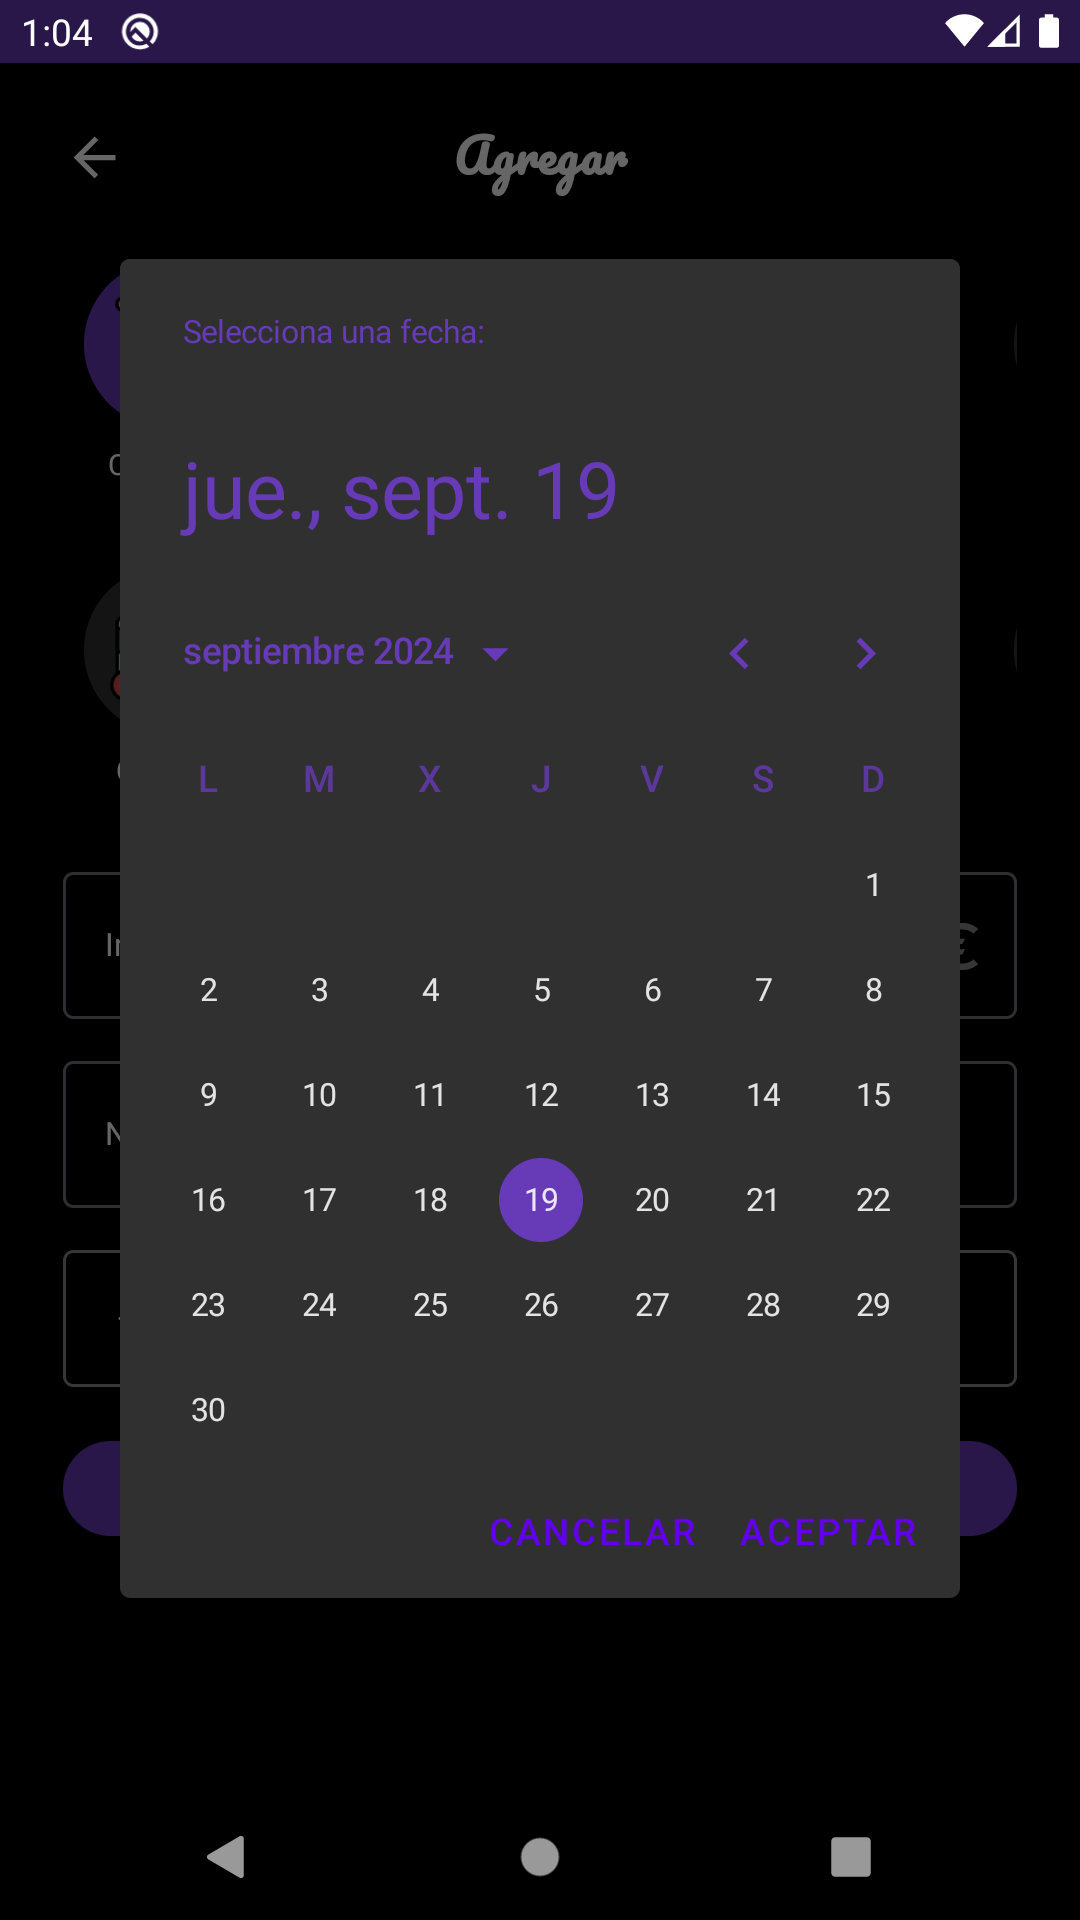 1:04
Agregar
Selecciona una fecha:
jue., sept. 19
septiembre 2024
L M X J V S D
1
2 3 4 5 6 7 8
9 10 11 12 13 14 15
16 17 18 19 20 21 22
23 24 25 26 27 28 29
30
€
CANCELAR ACEPTAR